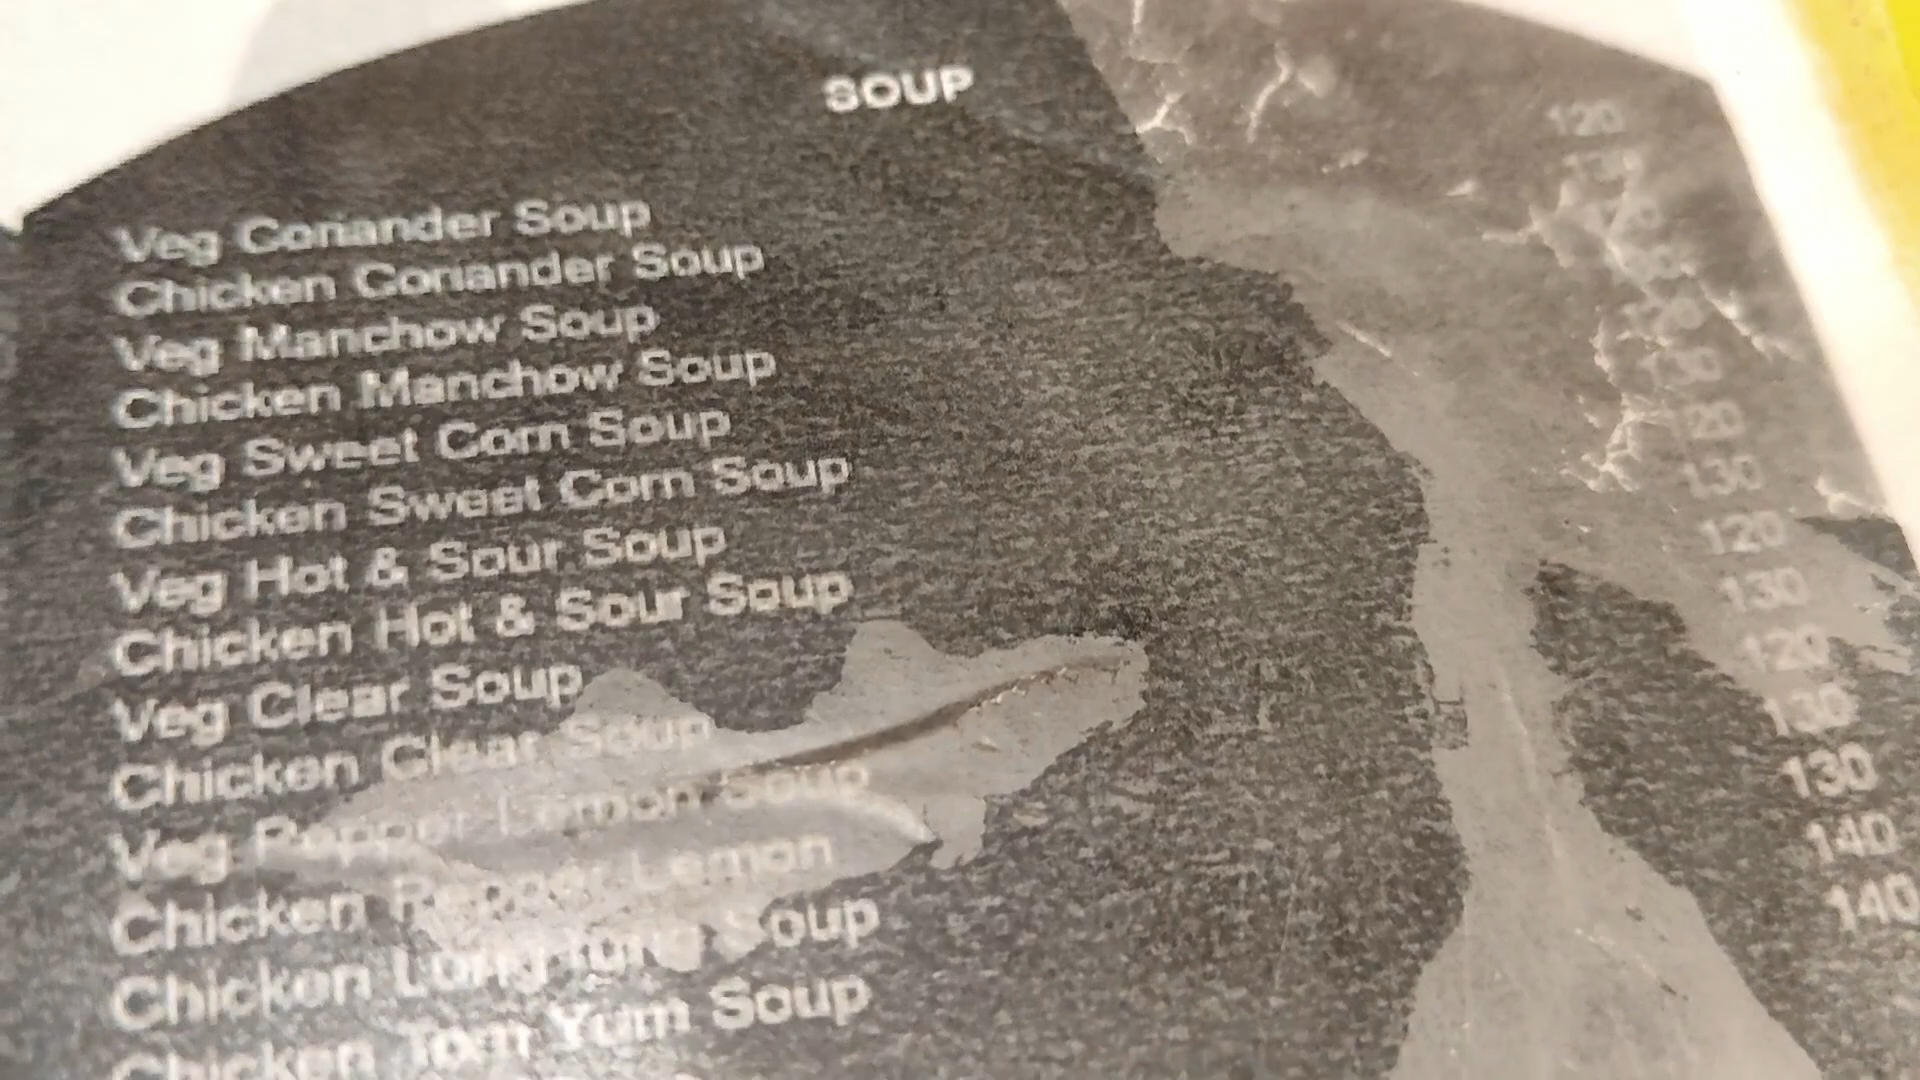 SOUP
Veg Coriander Soup 120
Chicken Coriander Soup
Veg Manchow Soup
Chicken Manchow Soup
Veg Sweet Corn Soup
Chicken Sweet Corn Soup 130
Veg Hot & Sour Soup 120
Chicken Hot & Sour Soup 130
Veg Clear Soup 120
Chicken Clear Soup 130
Veg Pepper Lemon Soup 120
Chicken Pepper Lemon 130
Chicken Long Fung Soup 130
Chicken Tom Yum Soup 140
140